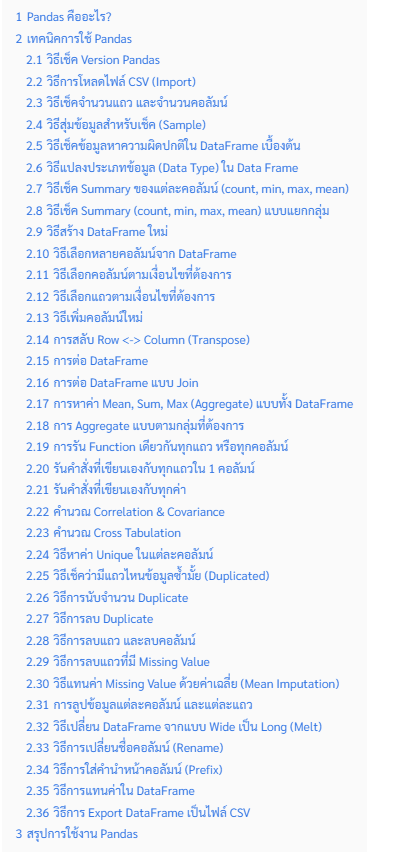 1 Pandas คืออะไร?
2 เทคนิคการใช้ Pandas
2.1 วิธีเช็ค Version Pandas
2.2 วิธีการโหลดไฟล์ CSV (Import)
2.3 วิธีเช็คจำนวนแถว และจำนวนคอลัมน์
2.4 วิธีสุ่มข้อมูลสำหรับเช็ค (Sample)
2.5 วิธีเช็คข้อมูลหาความผิดปกติใน DataFrame เบื้องต้น
2.6 วิธีแปลงประเภทข้อมูล (Data Type) ใน Data Frame
2.7 วิธีเช็ค Summary ของแต่ละคอลัมน์ (count, min, max, mean)
2.8 วิธีเช็ค Summary (count, min, max, mean) แบบแยกกลุ่ม
2.9 วิธีสร้าง DataFrame ใหม่
2.10 วิธีเลือกหลายคอลัมน์จาก DataFrame
2.11 วิธีเลือกคอลัมน์ตามเงื่อนไขที่ต้องการ
2.12 วิธีเลือกแถวตามเงื่อนไขที่ต้องการ
2.13 วิธีเพิ่มคอลัมน์ใหม่
2.14 การสลับ Row <-> Column (Transpose)
2.15 การต่อ DataFrame
2.16 การต่อ DataFrame แบบ Join
2.17 การหาค่า Mean, Sum, Max (Aggregate) แบบทั้ง DataFrame
2.18 การ Aggregate แบบตามกลุ่มที่ต้องการ
2.19 การรัน Function เดียวกันทุกแถว หรือทุกคอลัมน์
2.20 รันคำสั่งที่เขียนเองกับทุกแถวใน 1 คอลัมน์
2.21 รันคำสั่งที่เขียนเองกับทุกค่า
2.22 คำนวณ Correlation & Covariance
2.23 คำนวณ Cross Tabulation
2.24 วิธีหาค่า Unique ในแต่ละคอลัมน์
2.25 วิธีเช็คว่ามีแถวไหนข้อมูลซ้ำมั้ย (Duplicated)
2.26 วิธีการนับจำนวน Duplicate
2.27 วิธีการลบ Duplicate
2.28 วิธีการลบแถว และลบคอลัมน์
2.29 วิธีการลบแถวที่มี Missing Value
2.30 วิธีแทนค่า Missing Value ด้วยค่าเฉลี่ย (Mean Imputation)
2.31 การลูปข้อมูลแต่ละคอลัมน์ และแต่ละแถว
2.32 วิธีเปลี่ยน DataFrame จากแบบ Wide เป็น Long (Melt)
2.33 วิธีการเปลี่ยนชื่อคอลัมน์ (Rename)
2.34 วิธีการใส่คำนำหน้าคอลัมน์ (Prefix)
2.35 วิธีการแทนค่าใน DataFrame
2.36 วิธีการ Export DataFrame เป็นไฟล์ CSV
3 สรุปการใช้งาน Pandas